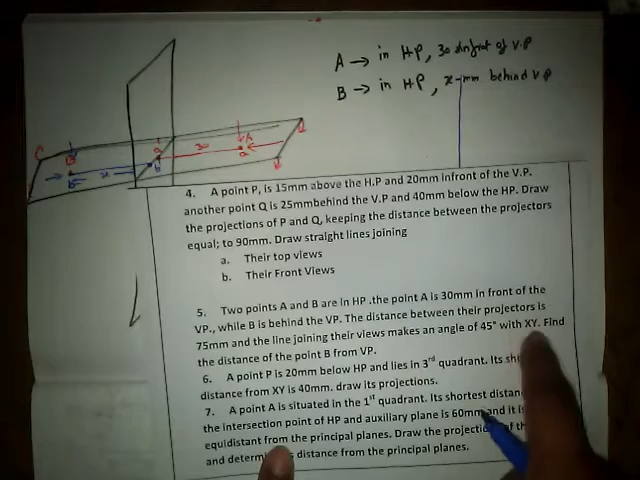 A → in H.P, 30 infront of V.P
B → in H.P, x-mm behind V.P
C
B
b
x
a
b
30
A
a
4. A point P, is 15mm above the H.P and 20mm infront of the V.P.
another point Q is 25mmbehind the V.P and 40mm below the HP. Draw
the projections of P and Q, keeping the distance between the projectors
equal; to 90mm. Draw straight lines joining
a. Their top views
b. Their Front Views
5. Two points A and B are in HP .the point A is 30mm in front of the
VP., while B is behind the VP. The distance between their projectors is
75mm and the line joining their views makes an angle of 45° with XY. Find
the distance of the point B from VP.
6. A point P is 20mm below HP and lies in 3rd quadrant. Its
distance from XY is 40mm. draw its projections.
7. A point A is situated in the 1st quadrant. Its shortest
the intersection point of HP and auxiliary plane is 60mm and it is
equidistant from the principal planes. Draw the
and distance from the principal planes.